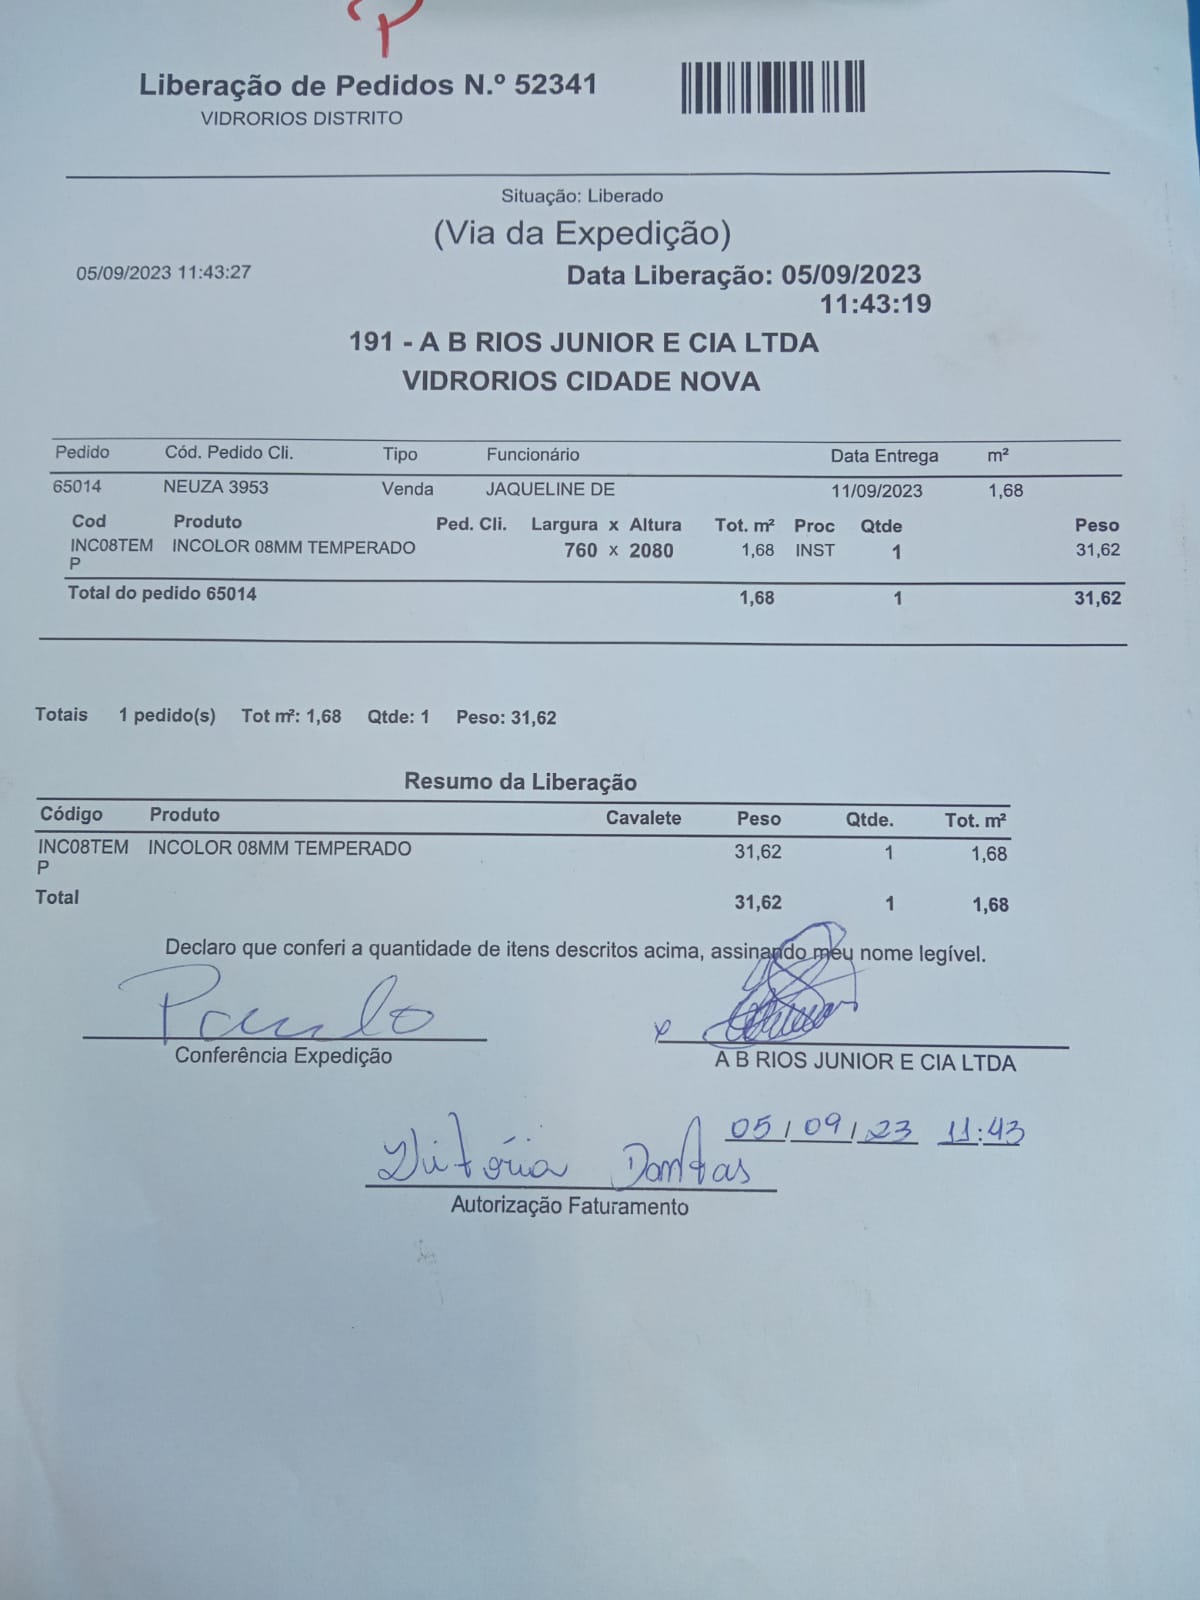 P
Liberação de Pedidos N.º 52341
VIDRORIOS DISTRITO
Situação: Liberado
(Via da Expedição)
05/09/2023 11:43:27
Data Liberação: 05/09/2023
11:43:19
191 - A B RIOS JUNIOR E CIA LTDA
VIDRORIOS CIDADE NOVA
Pedido Cód. Pedido Cli. Tipo Funcionário Data Entrega m²
65014 NEUZA 3953 Venda JAQUELINE DE 11/09/2023 1,68
Cod Produto Ped. Cli. Largura x Altura Tot. m² Proc Qtde Peso
INC08TEM INCOLOR 08MM TEMPERADO 760 x 2080 1,68 INST 1 31,62
P
Total do pedido 65014 1,68 1 31,62
Totais 1 pedido(s) Tot m²: 1,68 Qtde: 1 Peso: 31,62
Resumo da Liberação
Código Produto Cavalete Peso Qtde. Tot. m²
INC08TEM INCOLOR 08MM TEMPERADO 31,62 1 1,68
P
Total 31,62 1 1,68
Declaro que conferi a quantidade de itens descritos acima, assinando meu nome legível.
Paulo
x
Conferência Expedição
A B RIOS JUNIOR E CIA LTDA
05/09/23 11:43
Vitória Dantas
Autorização Faturamento